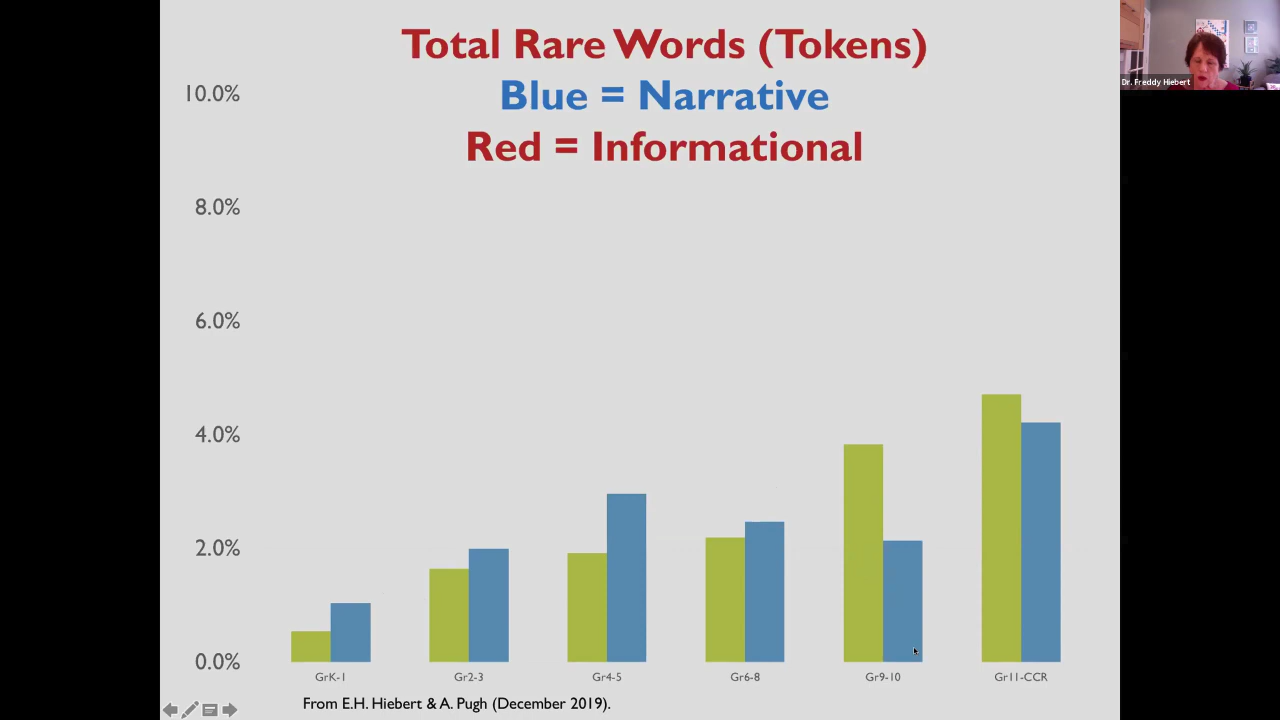 Total Rare Words (Tokens)
Blue = Narrative
Red = Informational
10.0%
8.0%
6.0%
4.0%
2.0%
0.0%
GrK-1
Gr2-3
Gr4-5
Gr6-8
Gr9-10
Gr11-CCR
From E.H. Hiebert & A. Pugh (December 2019).
Dr. Freddy Hiebert